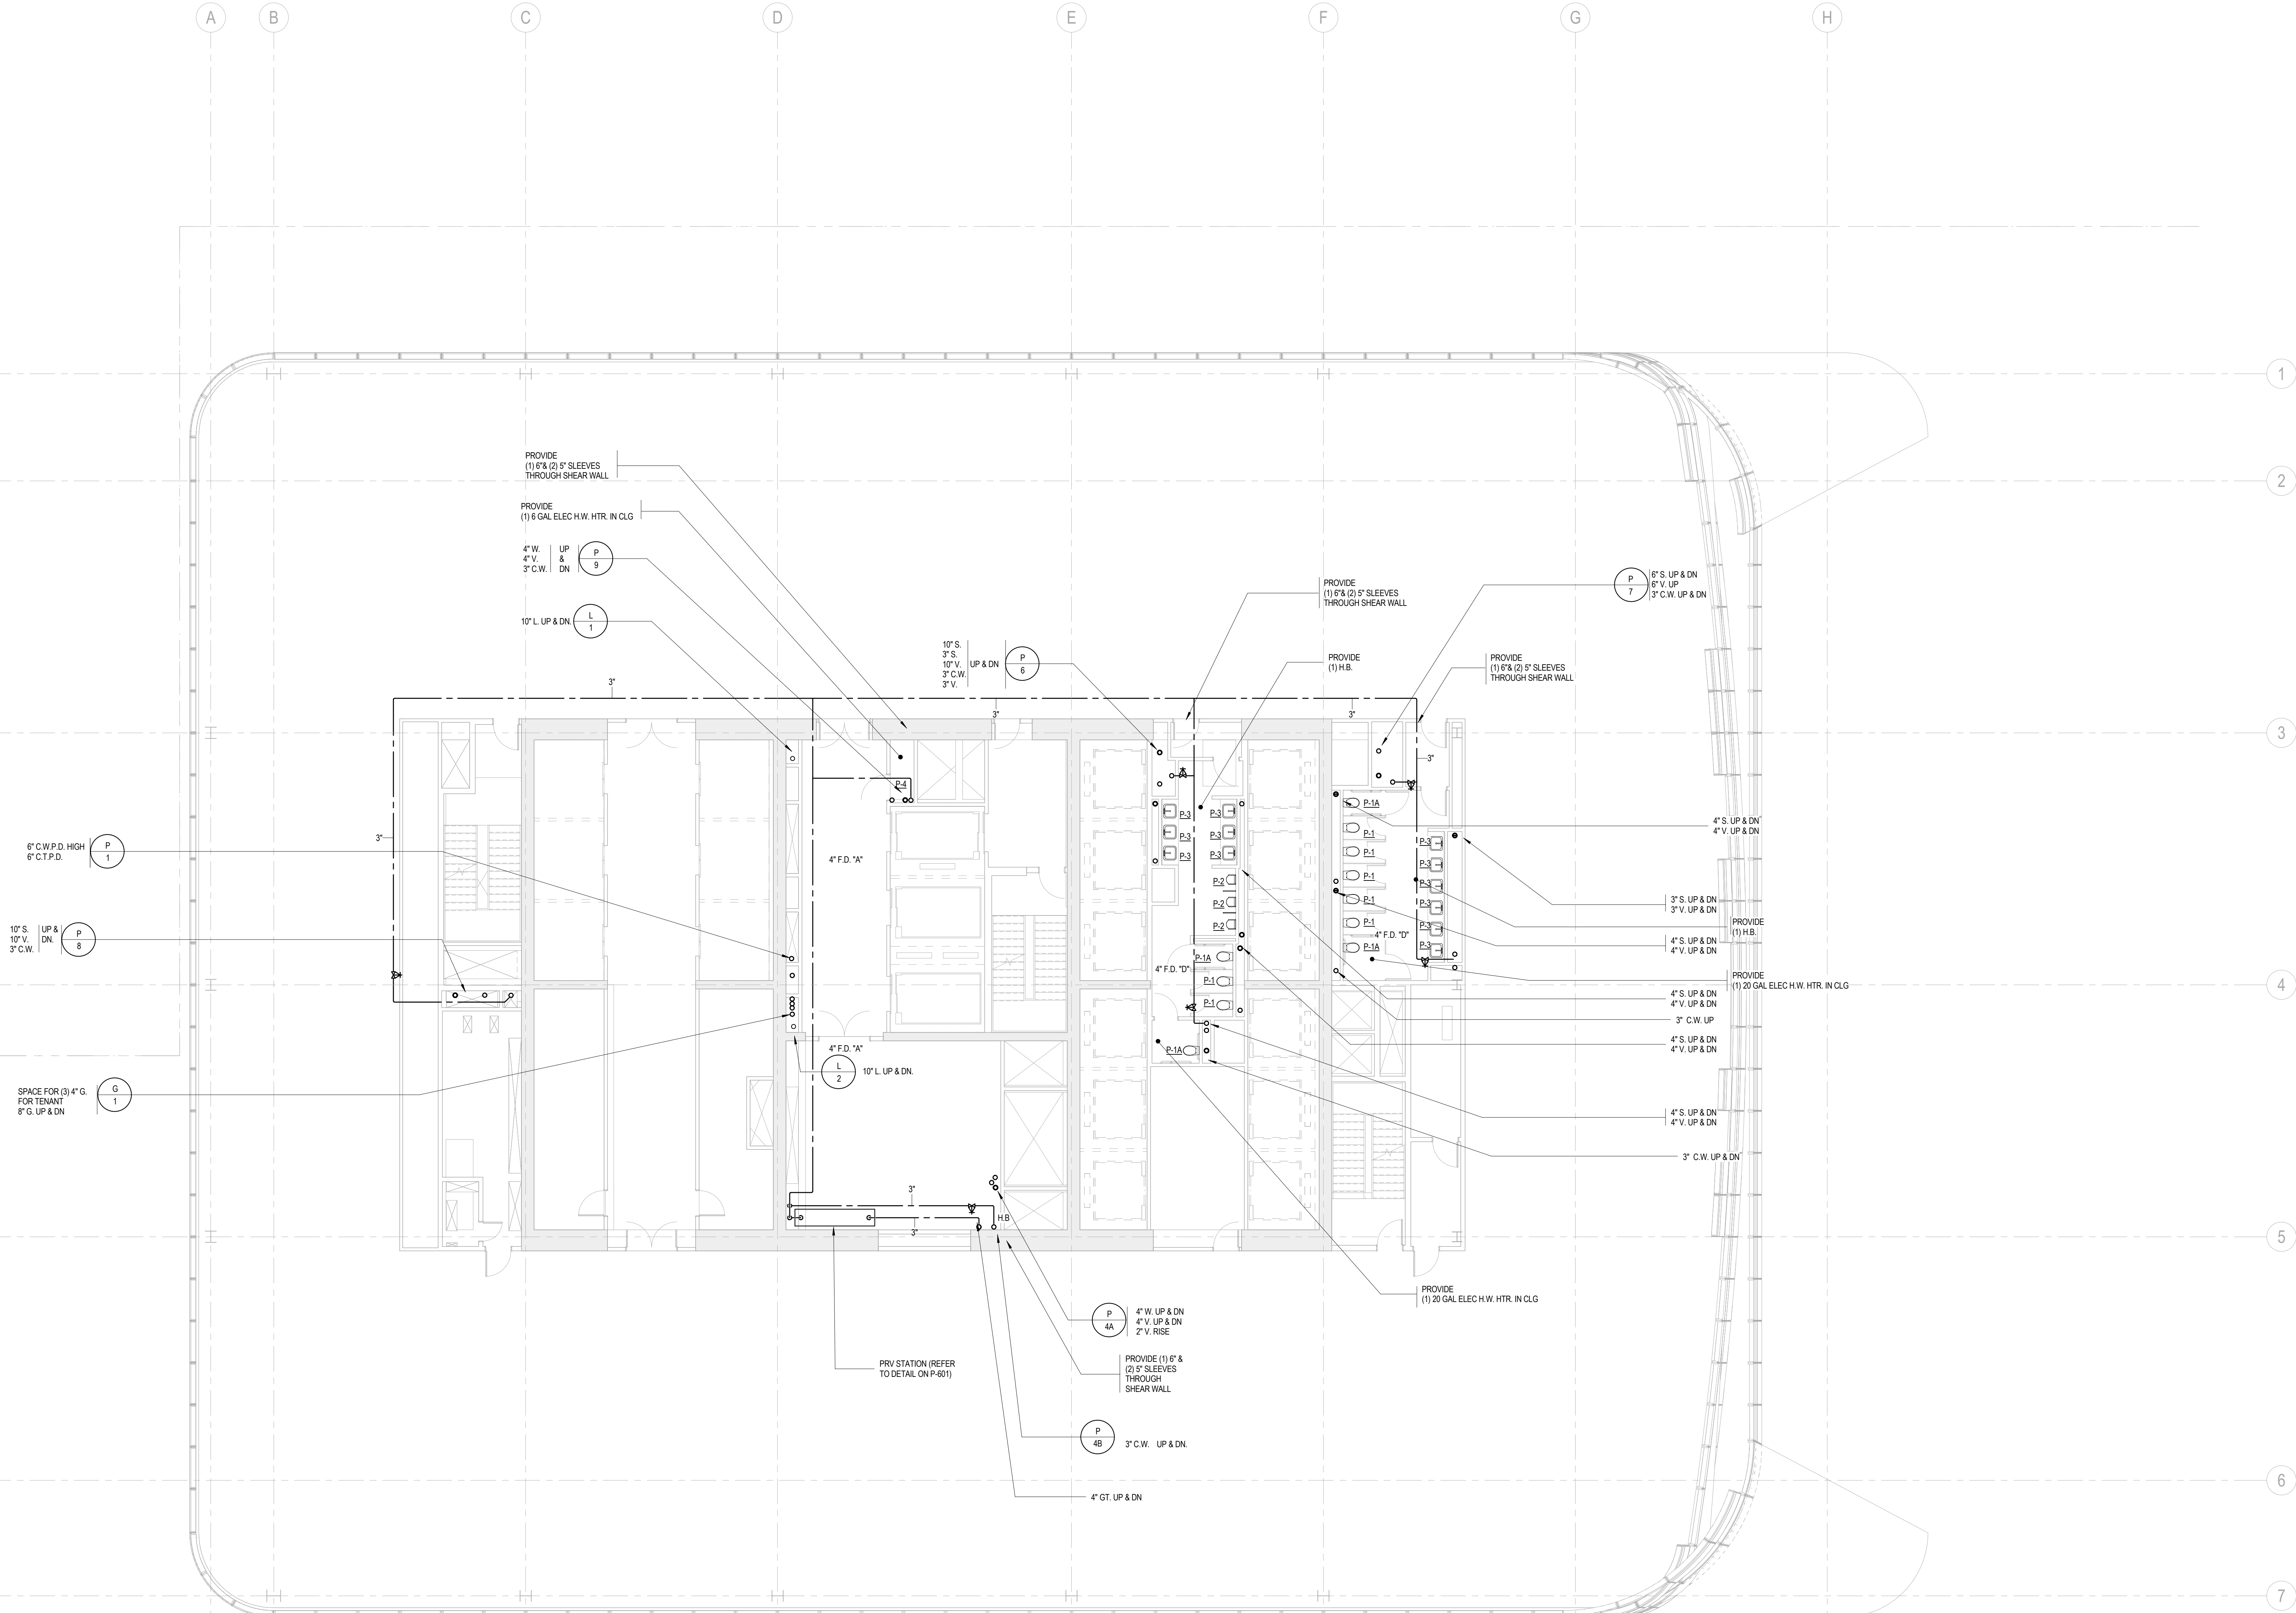 A
B
C
D
E
F
G
H
1
2
3
4
5
6
7
PROVIDE
(1) 6"& (2) 5" SLEEVES
THROUGH SHEAR WALL
PROVIDE
(1) 6 GAL ELEC H.W. HTR. IN CLG
4" W.
4" V.
3" C.W.
UP
&
DN
P
9
10" L. UP & DN.
L
1
10" S.
3" S.
10" V.
3" C.W.
3" V.
UP & DN
P
6
PROVIDE
(1) 6"& (2) 5" SLEEVES
THROUGH SHEAR WALL
PROVIDE
(1) H.B.
PROVIDE
(1) 6"& (2) 5" SLEEVES
THROUGH SHEAR WALL
P
7
6" S. UP & DN
6" V. UP
3" C.W. UP & DN
3"
3"
3"
3"
3"
6" C.W.P.D. HIGH
6" C.T.P.D.
P
1
10" S.
10" V.
3" C.W.
UP &
DN.
P
8
SPACE FOR (3) 4" G.
FOR TENANT
8" G. UP & DN
G
1
P-4
4" F.D. "A"
4" F.D. "A"
L
2
10" L. UP & DN.
P-3
P-3
P-3
P-3
P-3
P-3
P-2
P-2
P-2
P-1A
4" F.D. "D"
P-1
P-1
P-1A
P-1A
P-1
P-1
P-1
P-1
P-1
P-1A
4" F.D. "D"
P-3
P-3
P-3
P-3
P-3
P-3
4" S. UP & DN
4" V. UP & DN
3" S. UP & DN
3" V. UP & DN
PROVIDE
(1) H.B.
4" S. UP & DN
4" V. UP & DN
PROVIDE
(1) 20 GAL ELEC H.W. HTR. IN CLG
4" S. UP & DN
4" V. UP & DN
3" C.W. UP
4" S. UP & DN
4" V. UP & DN
4" S. UP & DN
4" V. UP & DN
3" C.W. UP & DN
3"
3"
H.B
PROVIDE
(1) 20 GAL ELEC H.W. HTR. IN CLG
P
4A
4" W. UP & DN
4" V. UP & DN
2" V. RISE
PRV STATION (REFER
TO DETAIL ON P-601)
PROVIDE (1) 6" &
(2) 5" SLEEVES
THROUGH
SHEAR WALL
P
4B
3" C.W. UP & DN.
4" GT. UP & DN